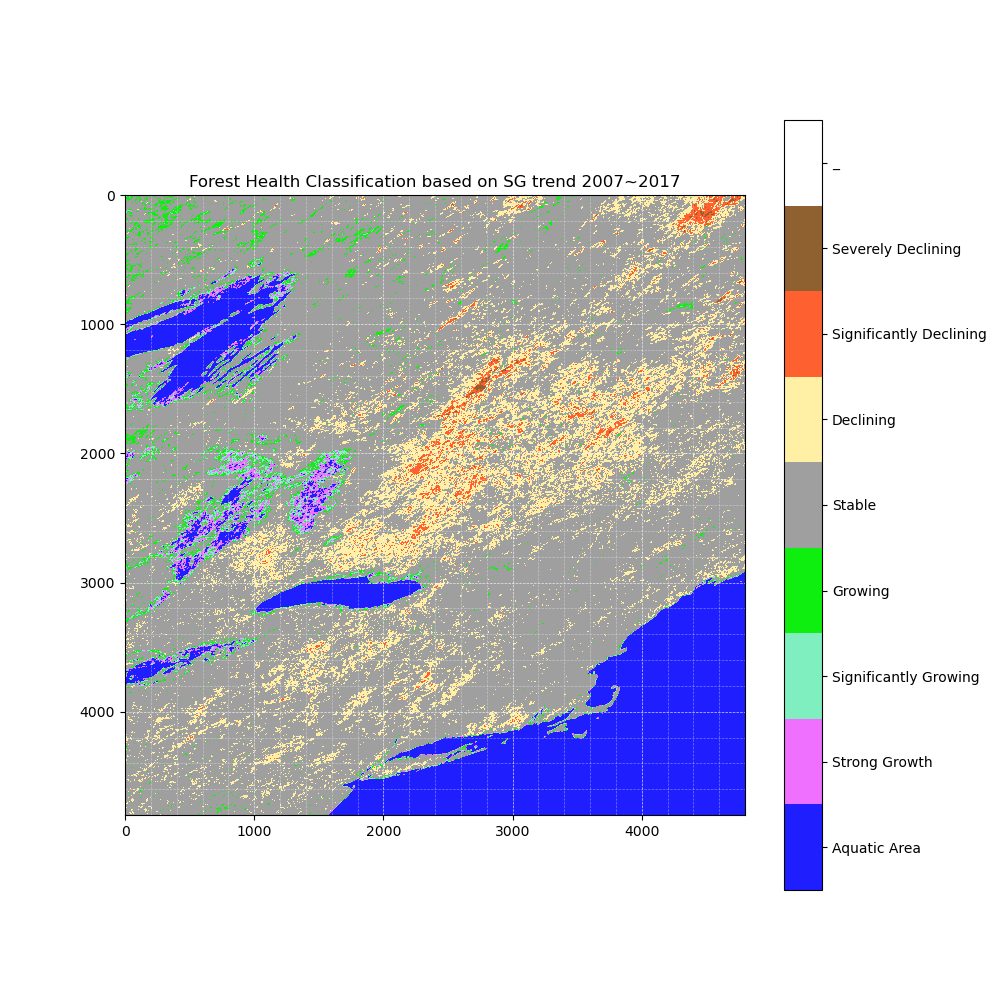 Forest Health Classification based on SG trend 2007~2017
0
1000
2000
3000
4000
0
1000
2000
3000
4000
_
Severely Declining
Significantly Declining
Declining
Stable
Growing
Significantly Growing
Strong Growth
Aquatic Area